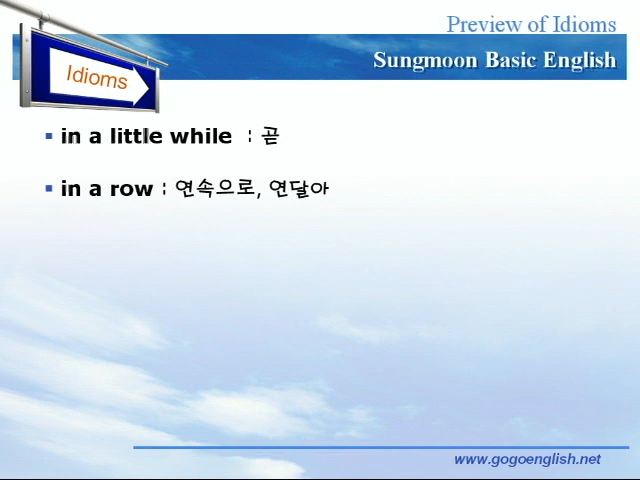 Preview of Idioms
Sungmoon Basic English
Idioms
▪ in a little while : 곧
▪ in a row : 연속으로, 연달아
www.gogoenglish.net